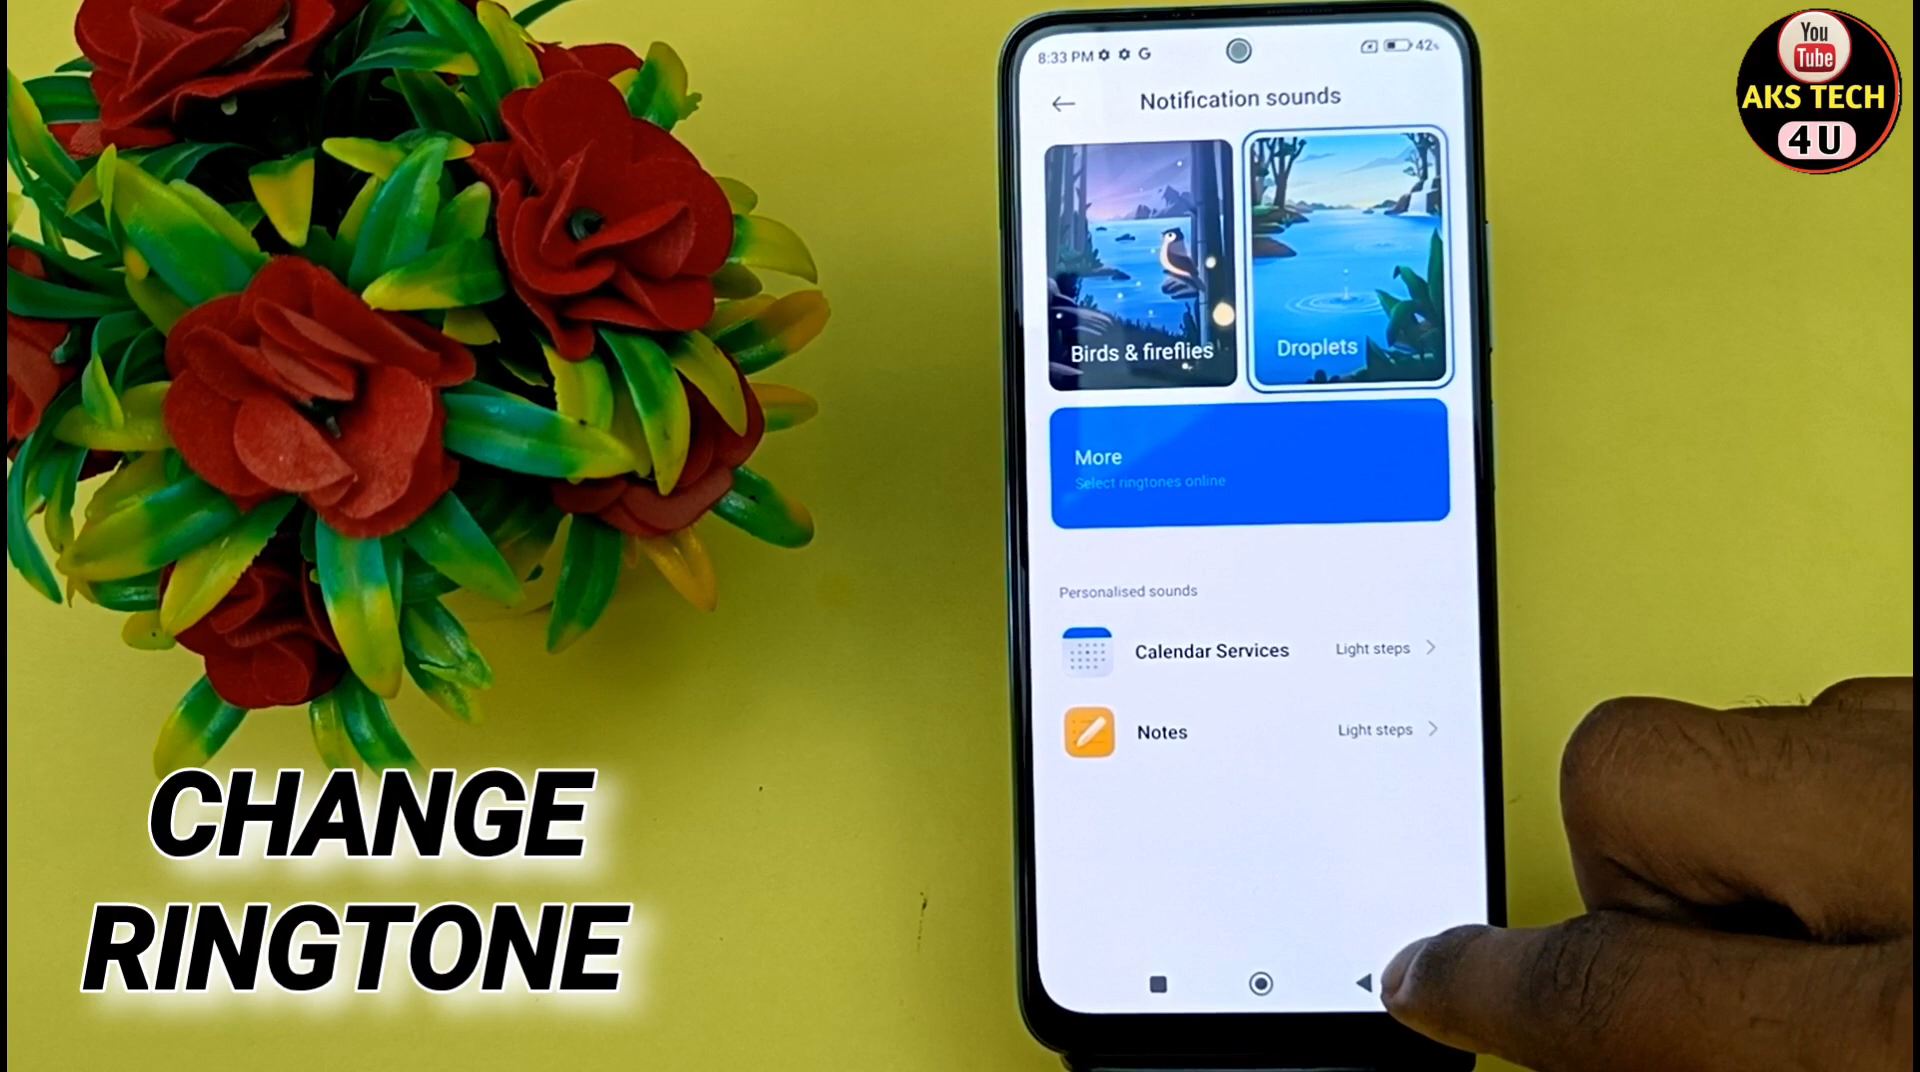 8:33 PM G 42%
Notification sounds
Birds & fireflies
Droplets
More
Select ringtones online
Personalised sounds
Calendar Services Light steps
Notes Light steps
CHANGE
RINGTONE
You
Tube
AKS TECH
4U